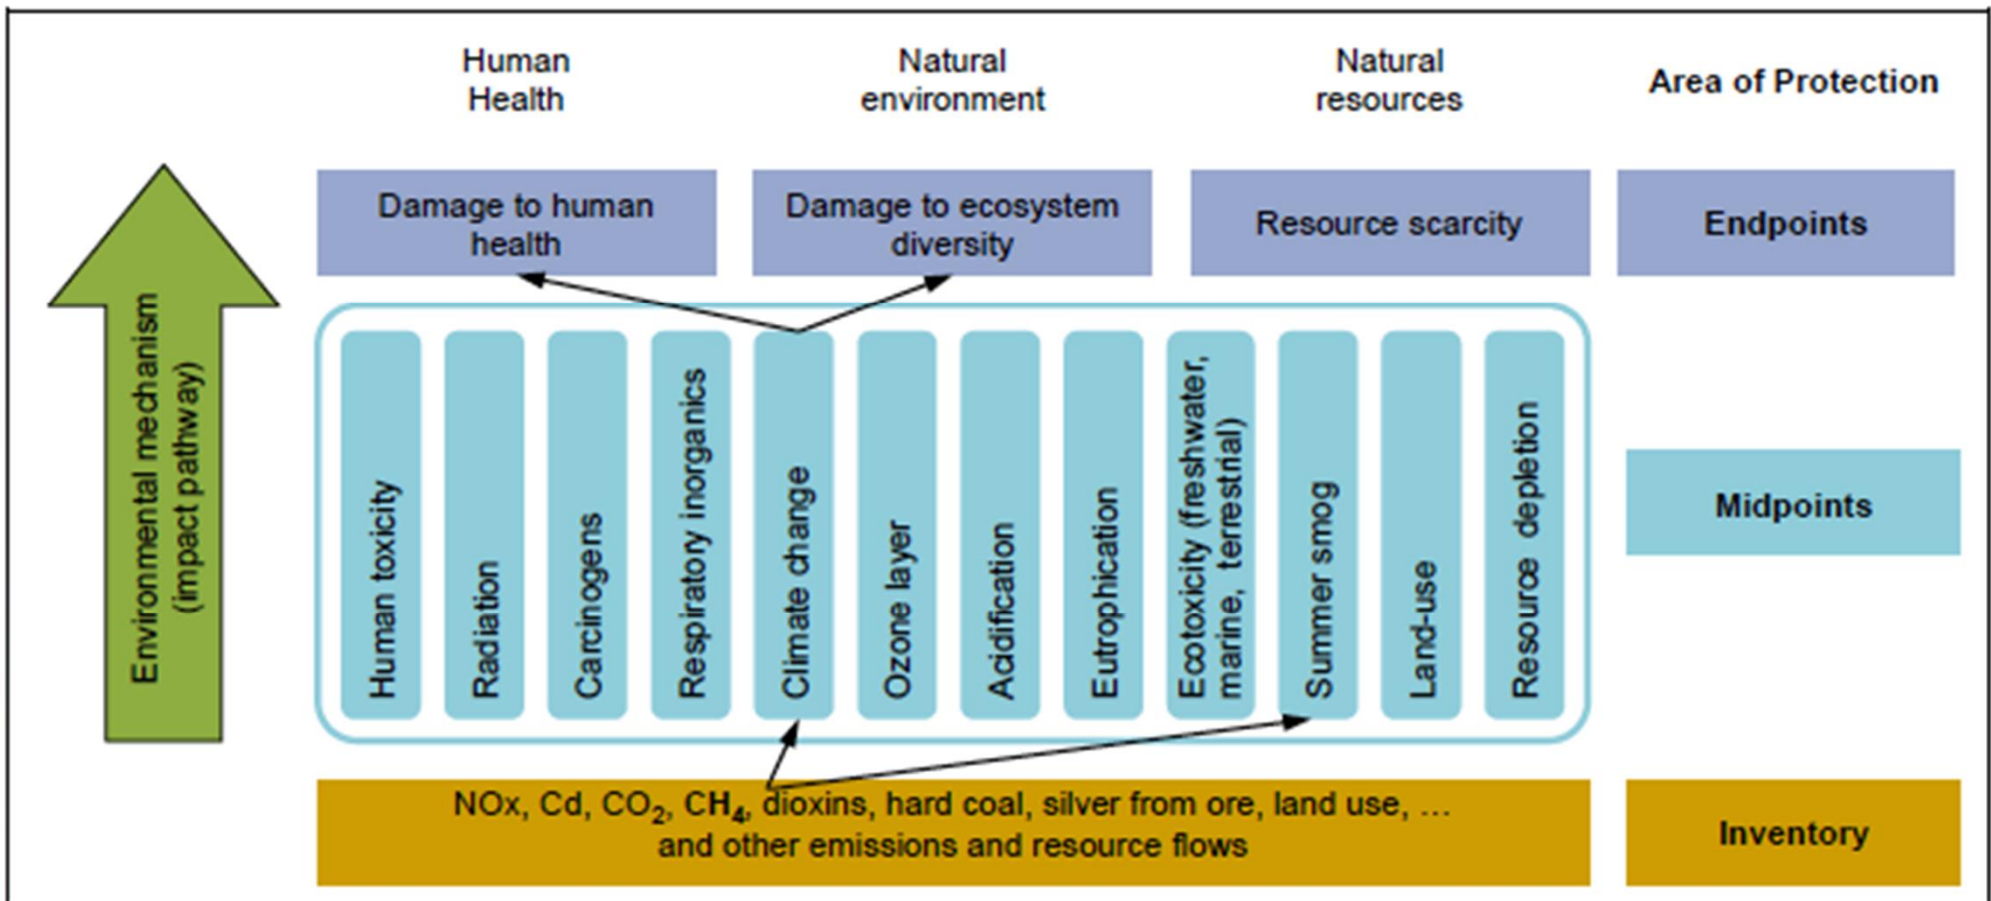 Human
Health
Natural
environment
Natural
resources
Area of Protection
Damage to human
health
Damage to ecosystem
diversity
Resource scarcity
Endpoints
Environmental mechanism
(impact pathway)
Human toxicity
Radiation
Carcinogens
Respiratory inorganics
Climate change
Ozone layer
Acidification
Eutrophication
Ecotoxicity (freshwater,
marine, terrestrial)
Summer smog
Land-use
Resource depletion
Midpoints
NOx, Cd, CO₂, CH₄, dioxins, hard coal, silver from ore, land use, ...
and other emissions and resource flows
Inventory